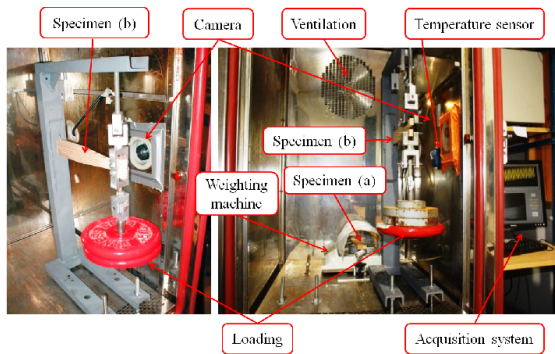 Specimen (b)
Camera
Ventilation
Temperature sensor
Specimen (b)
Specimen (a)
Weighting
machine
Loading
Acquisition system